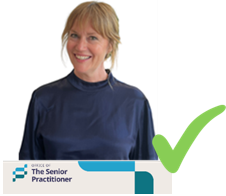 OFFICE OF
The Senior
Practitioner